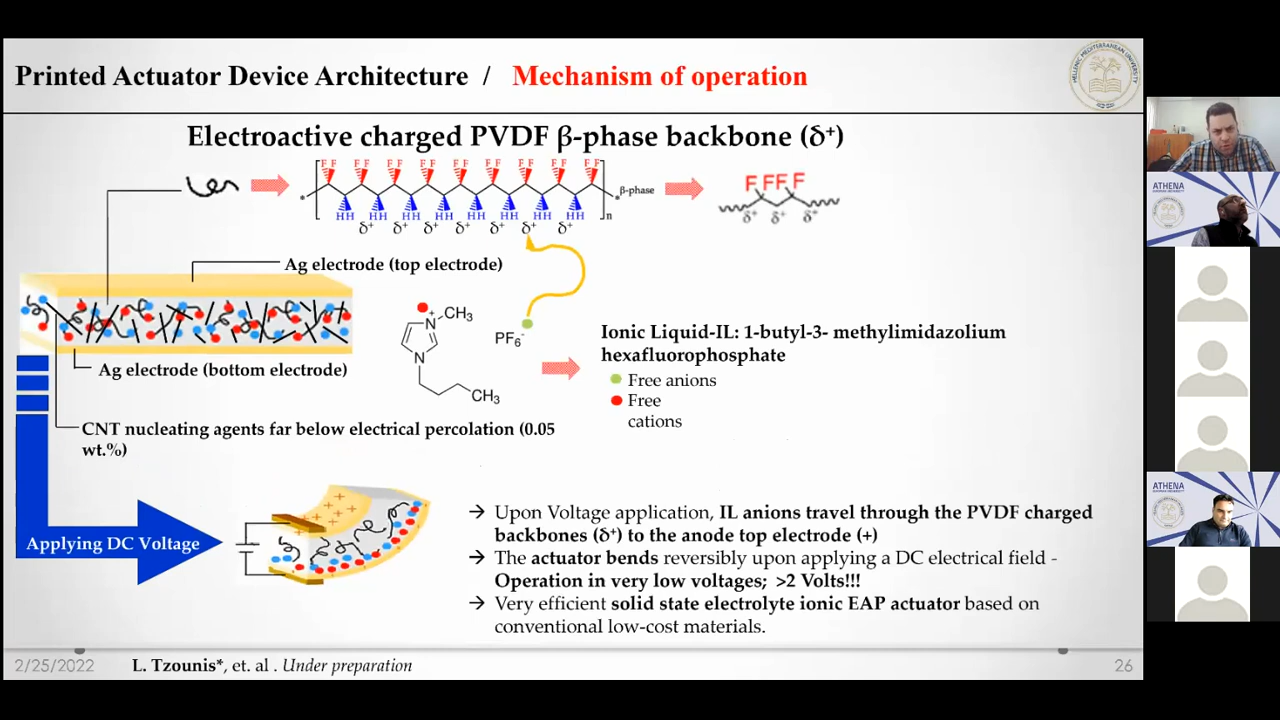 Printed Actuator Device Architecture / Mechanism of operation
HELLENIC MEDITERRANEAN UNIVERSITY
Electroactive charged PVDF β-phase backbone (δ+)
F F F F F F F F F F F F F F F F F F
β-phase
* *
n
H H H H H H H H H H H H H H H H
δ+ δ+ δ+ δ+ δ+ δ+ δ+
F F F F
δ+ δ+ δ+
Ag electrode (top electrode)
CH3
N+
PF6-
N
CH3
Ionic Liquid-IL: 1-butyl-3- methylimidazolium
hexafluorophosphate
Free anions
Free
cations
Ag electrode (bottom electrode)
CNT nucleating agents far below electrical percolation (0.05
wt.%)
Applying DC Voltage
→ Upon Voltage application, IL anions travel through the PVDF charged
backbones (δ+) to the anode top electrode (+)
→ The actuator bends reversibly upon applying a DC electrical field -
Operation in very low voltages; >2 Volts!!!
→ Very efficient solid state electrolyte ionic EAP actuator based on
conventional low-cost materials.
2/25/2022
L. Tzounis*, et. al . Under preparation
26
ATHENA
ATHENA